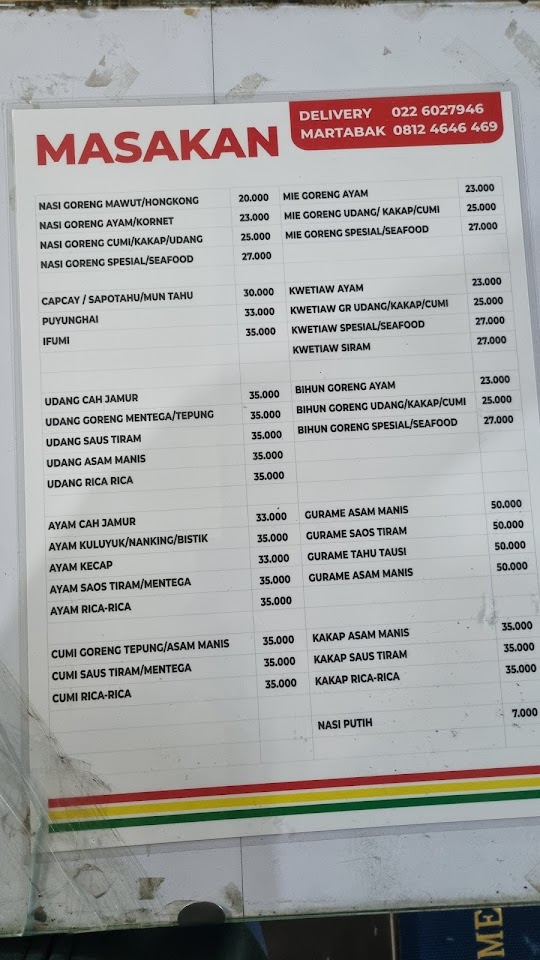 MASAKAN
DELIVERY 022 6027946
MARTABAK 0812 4646 469
NASI GORENG MAWUT/HONGKONG 20.000
NASI GORENG AYAM/KORNET 23.000
NASI GORENG CUMI/KAKAP/UDANG 25.000
NASI GORENG SPESIAL/SEAFOOD 27.000
CAPCAY / SAPOTAHU/MUN TAHU 30.000
PUYUNGHAI 33.000
IFUMI 35.000
UDANG CAH JAMUR 35.000
UDANG GORENG MENTEGA/TEPUNG 35.000
UDANG SAUS TIRAM 35.000
UDANG ASAM MANIS 35.000
UDANG RICA RICA 35.000
AYAM CAH JAMUR 33.000
AYAM KULUYUK/NANKING/BISTIK 35.000
AYAM KECAP 33.000
AYAM SAOS TIRAM/MENTEGA 35.000
AYAM RICA-RICA 35.000
CUMI GORENG TEPUNG/ASAM MANIS 35.000
CUMI SAUS TIRAM/MENTEGA 35.000
CUMI RICA-RICA 35.000
MIE GORENG AYAM 23.000
MIE GORENG UDANG/ KAKAP/CUMI 25.000
MIE GORENG SPESIAL/SEAFOOD 27.000
KWETIAW AYAM 23.000
KWETIAW GR UDANG/KAKAP/CUMI 25.000
KWETIAW SPESIAL/SEAFOOD 27.000
KWETIAW SIRAM 27.000
BIHUN GORENG AYAM 23.000
BIHUN GORENG UDANG/KAKAP/CUMI 25.000
BIHUN GORENG SPESIAL/SEAFOOD 27.000
GURAME ASAM MANIS 50.000
GURAME SAOS TIRAM 50.000
GURAME TAHU TAUSI 50.000
GURAME ASAM MANIS 50.000
KAKAP ASAM MANIS 35.000
KAKAP SAUS TIRAM 35.000
KAKAP RICA-RICA 35.000
NASI PUTIH 7.000
ME